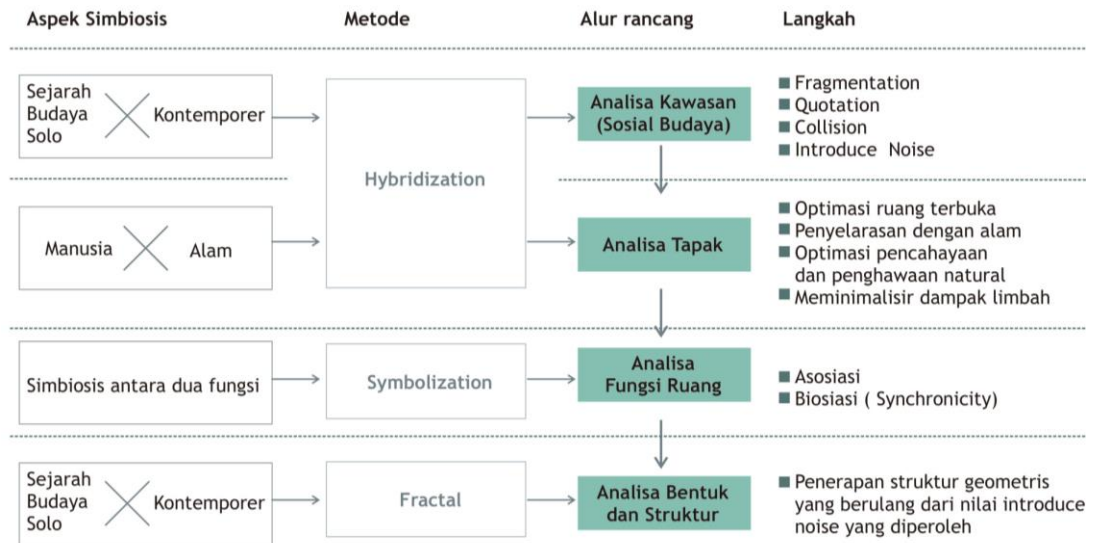 Aspek Simbiosis
Metode
Alur rancang
Langkah
Sejarah
Budaya
Solo
Kontemporer
Hybridization
Analisa Kawasan
(Sosial Budaya)
Fragmentation
Quotation
Collision
Introduce Noise
Manusia
Alam
Analisa Tapak
Optimasi ruang terbuka
Penyelarasan dengan alam
Optimasi pencahayaan
dan penghawaan natural
Meminimalisir dampak limbah
Simbiosis antara dua fungsi
Symbolization
Analisa
Fungsi Ruang
Asosiasi
Biosiasi ( Synchronicity)
Sejarah
Budaya
Solo
Kontemporer
Fractal
Analisa Bentuk
dan Struktur
Penerapan struktur geometris
yang berulang dari nilai introduce
noise yang diperoleh